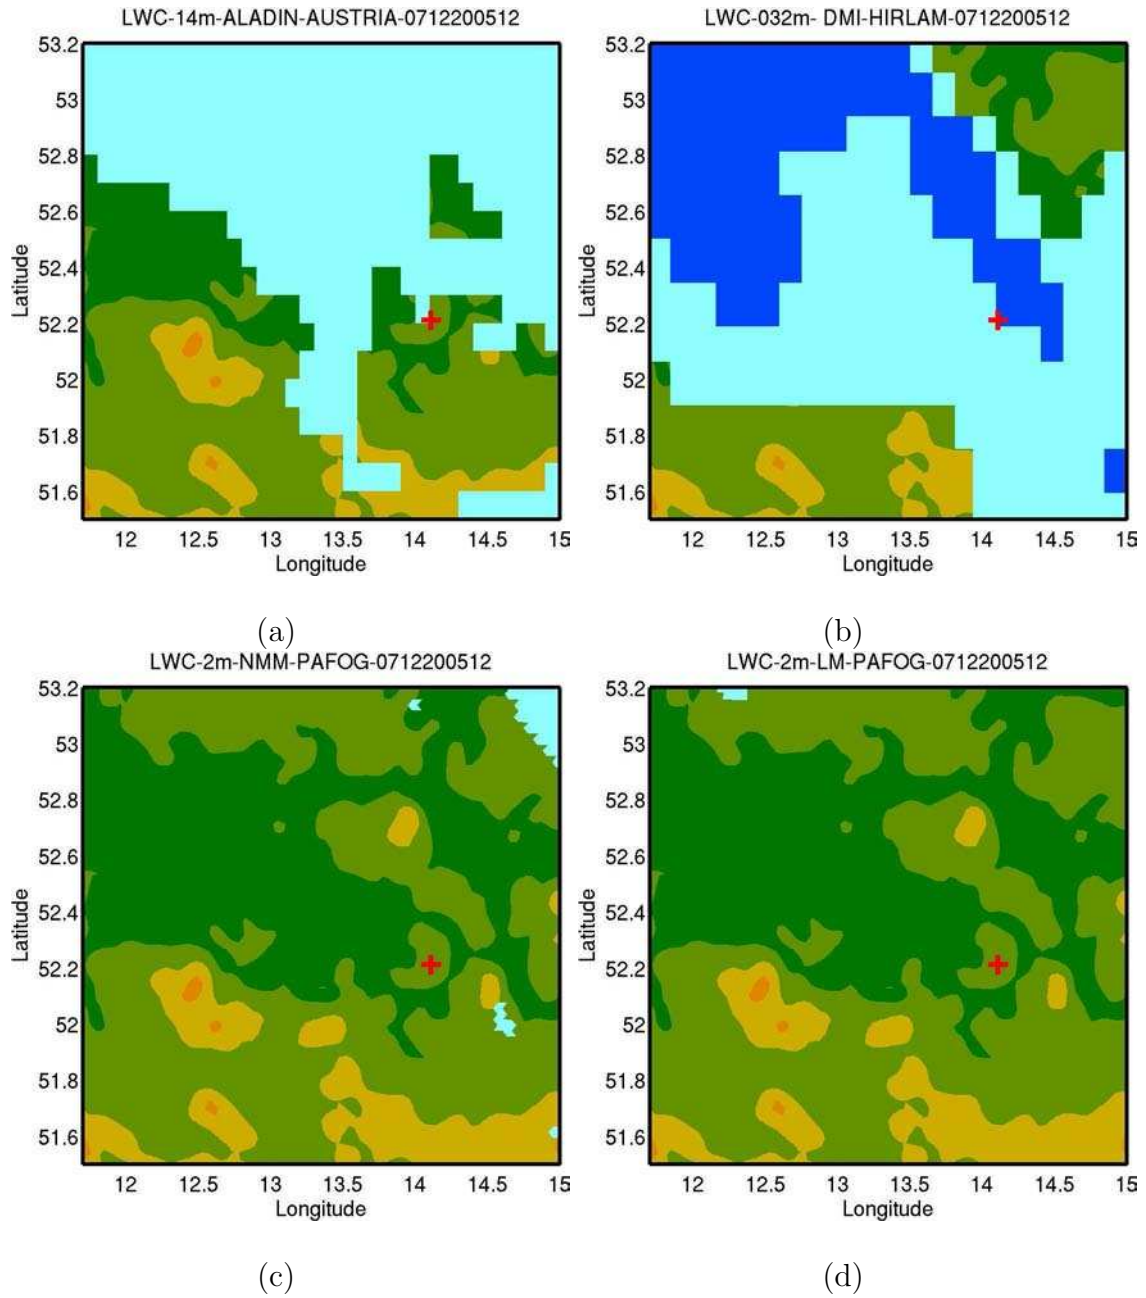 LWC-14m-ALADIN-AUSTRIA-0712200512
53.2
53
52.8
52.6
52.4
52.2
52
51.8
51.6
Latitude
12 12.5 13 13.5 14 14.5 15
Longitude
(a)
LWC-032m- DMI-HIRLAM-0712200512
53.2
53
52.8
52.6
52.4
52.2
52
51.8
51.6
Latitude
12 12.5 13 13.5 14 14.5 15
Longitude
(b)
LWC-2m-NMM-PAFOG-0712200512
53.2
53
52.8
52.6
52.4
52.2
52
51.8
51.6
Latitude
12 12.5 13 13.5 14 14.5 15
Longitude
(c)
LWC-2m-LM-PAFOG-0712200512
53.2
53
52.8
52.6
52.4
52.2
52
51.8
51.6
Latitude
12 12.5 13 13.5 14 14.5 15
Longitude
(d)